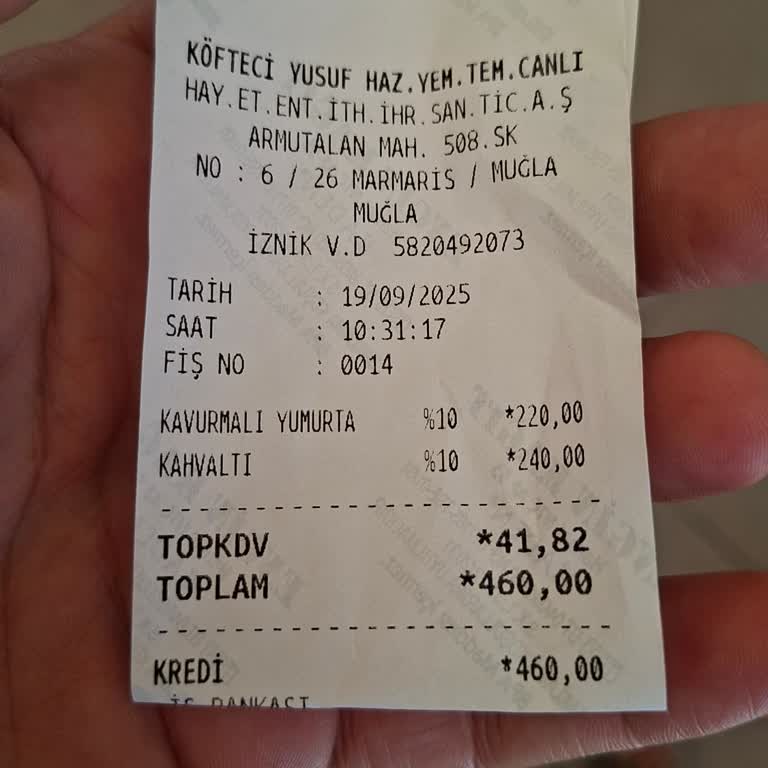 KÖFTECİ YUSUF HAZ.YEM.TEM.CANLI
HAY.ET.ENT.İTH.İHR.SAN.TİC.A.Ş
ARMUTALAN MAH. 508.SK
NO : 6 / 26 MARMARİS / MUĞLA
MUĞLA
İZNİK V.D 5820492073
TARİH : 19/09/2025
SAAT : 10:31:17
FİŞ NO : 0014
KAVURMALI YUMURTA %10 *220,00
KAHVALTI %10 *240,00
TOPKDV *41,82
TOPLAM *460,00
KREDİ *460,00
İŞ BANKASI